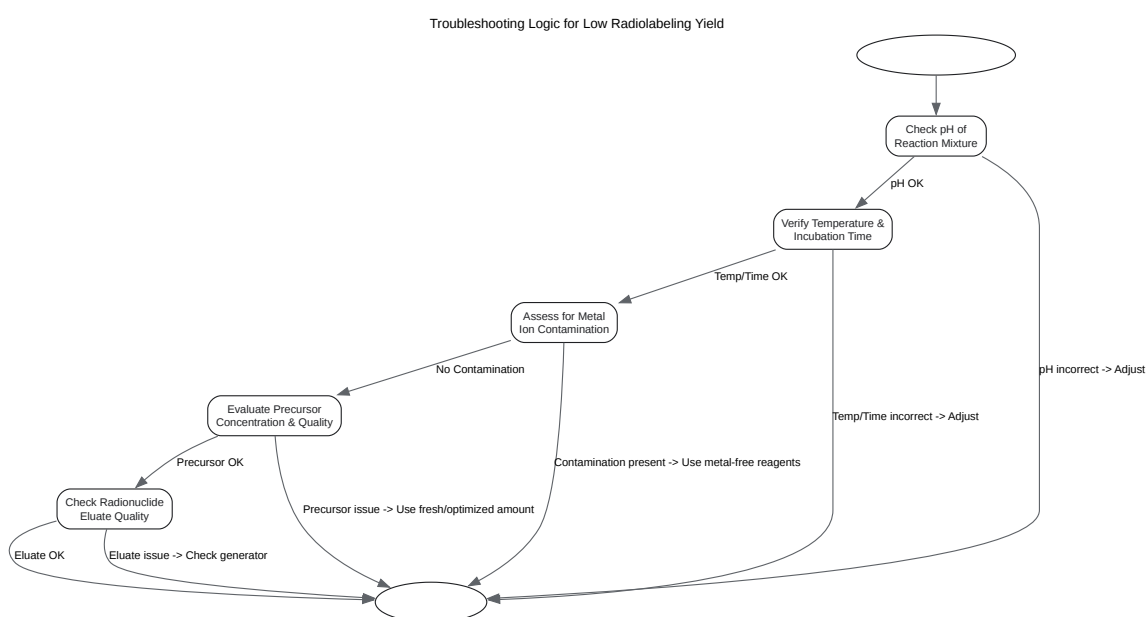 Troubleshooting Logic for Low Radiolabeling Yield
Check pH of
Reaction Mixture
pH OK
Verify Temperature &
Incubation Time
Temp/Time OK
Assess for Metal
Ion Contamination
No Contamination
pH incorrect -> Adjust
Evaluate Precursor
Concentration & Quality
Temp/Time incorrect -> Adjust
Precursor OK
Contamination present -> Use metal-free reagents
Check Radionuclide
Eluate Quality
Precursor issue -> Use fresh/optimized amount
Eluate OK
Eluate issue -> Check generator